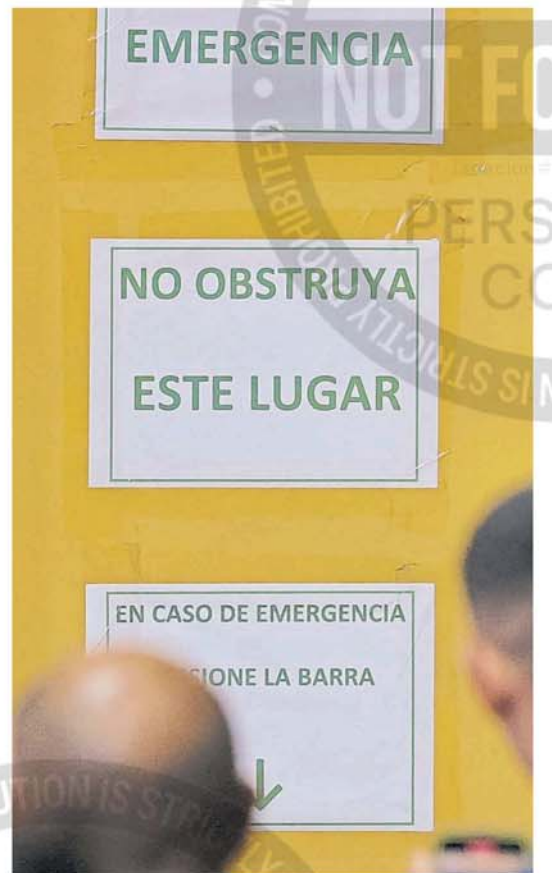 EMERGENCIA
NO OBSTRUYA
ESTE LUGAR
EN CASO DE EMERGENCIA
LA BARRA